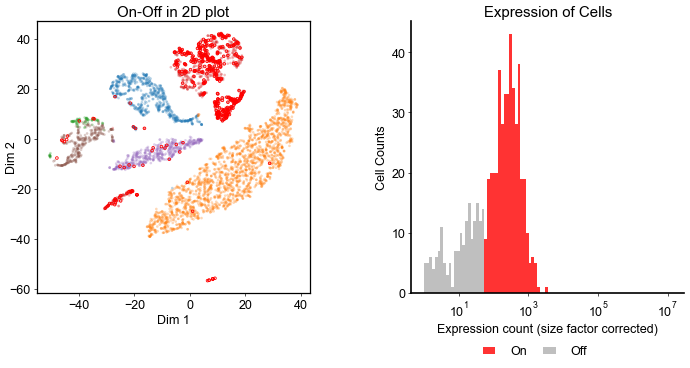 On-Off in 2D plot
Expression of Cells
Dim 2
40
20
0
−20
−40
−60
−40 −20 0 20 40
Dim 1
Cell Counts
40
30
20
10
0
10^1 10^3 10^5 10^7
Expression count (size factor corrected)
On Off